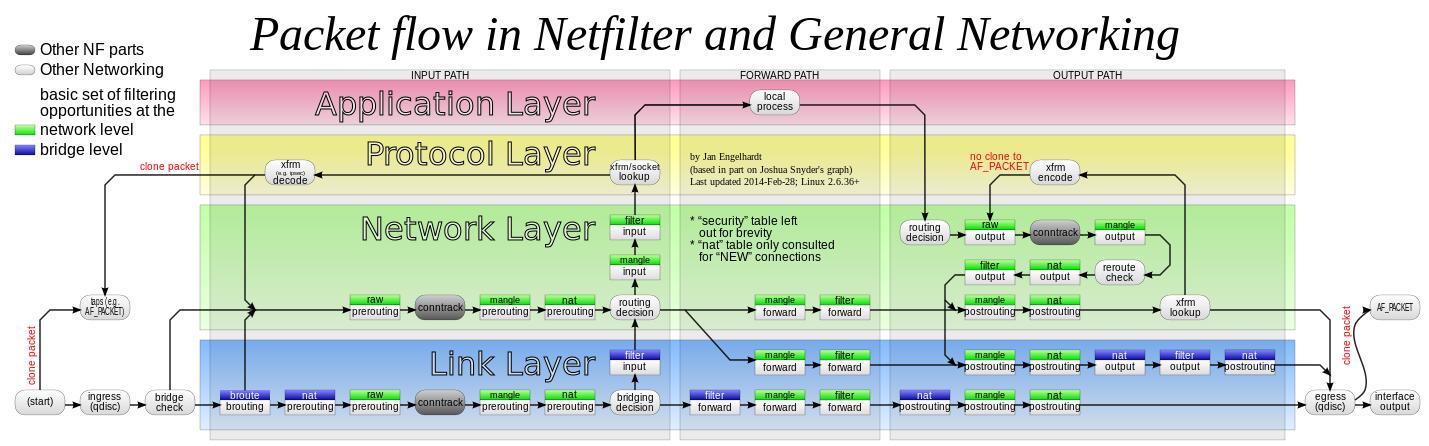 Packet flow in Netfilter and General Networking
Other NF parts
Other Networking
basic set of filtering
opportunities at the
network level
bridge level
INPUT PATH
FORWARD PATH
OUTPUT PATH
Application Layer
local
process
Protocol Layer
clone packet
xfrm
(e.g. ipsec)
decode
xfrm/socket
lookup
by Jan Engelhardt
(based in part on Joshua Snyder's graph)
Last updated 2014-Feb-28; Linux 2.6.36+
no clone to
AF_PACKET
xfrm
encode
Network Layer
filter
input
mangle
input
* “security” table left
out for brevity
* “nat” table only consulted
for “NEW” connections
routing
decision
raw
output
conntrack
mangle
output
filter
output
nat
output
reroute
check
taps (e.g.
AF_PACKET)
raw
prerouting
conntrack
mangle
prerouting
nat
prerouting
routing
decision
mangle
forward
filter
forward
mangle
postrouting
nat
postrouting
xfrm
lookup
AF_PACKET
clone packet
clone packet
Link Layer
filter
input
mangle
forward
filter
forward
mangle
postrouting
nat
postrouting
nat
output
filter
output
nat
postrouting
(start)
ingress
(qdisc)
bridge
check
broute
brouting
nat
prerouting
raw
prerouting
conntrack
mangle
prerouting
nat
prerouting
bridging
decision
filter
forward
mangle
forward
filter
forward
nat
postrouting
mangle
postrouting
nat
postrouting
egress
(qdisc)
interface
output